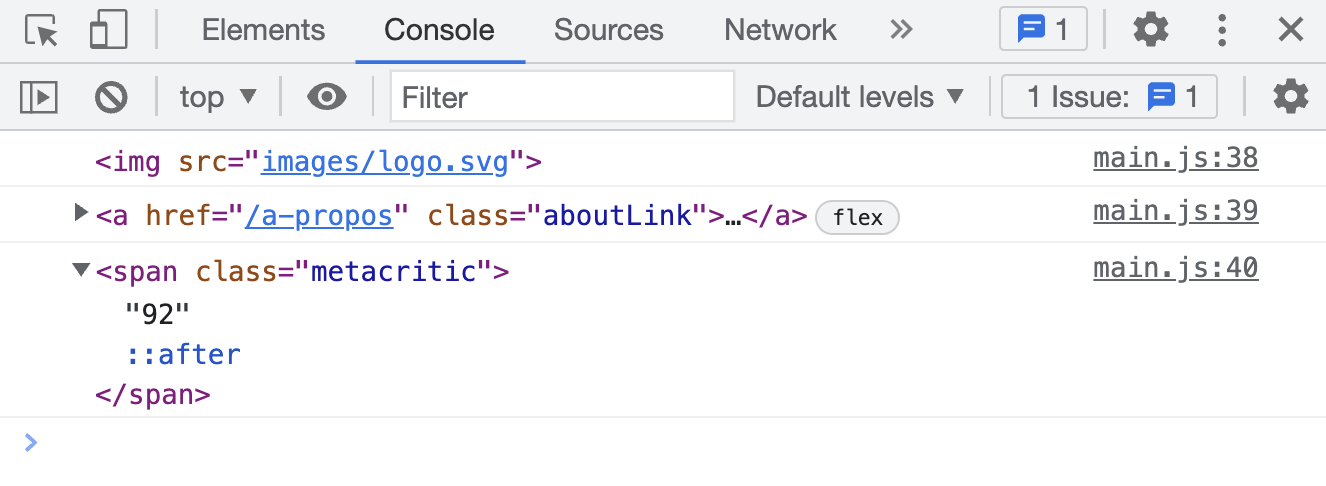 Elements Console Sources Network » 1
top ▼ Filter Default levels ▼ 1 Issue: 1
<img src="images/logo.svg"> main.js:38
<a href="/a-propos" class="aboutLink">…</a> flex main.js:39
<span class="metacritic"> main.js:40
"92"
::after
</span>